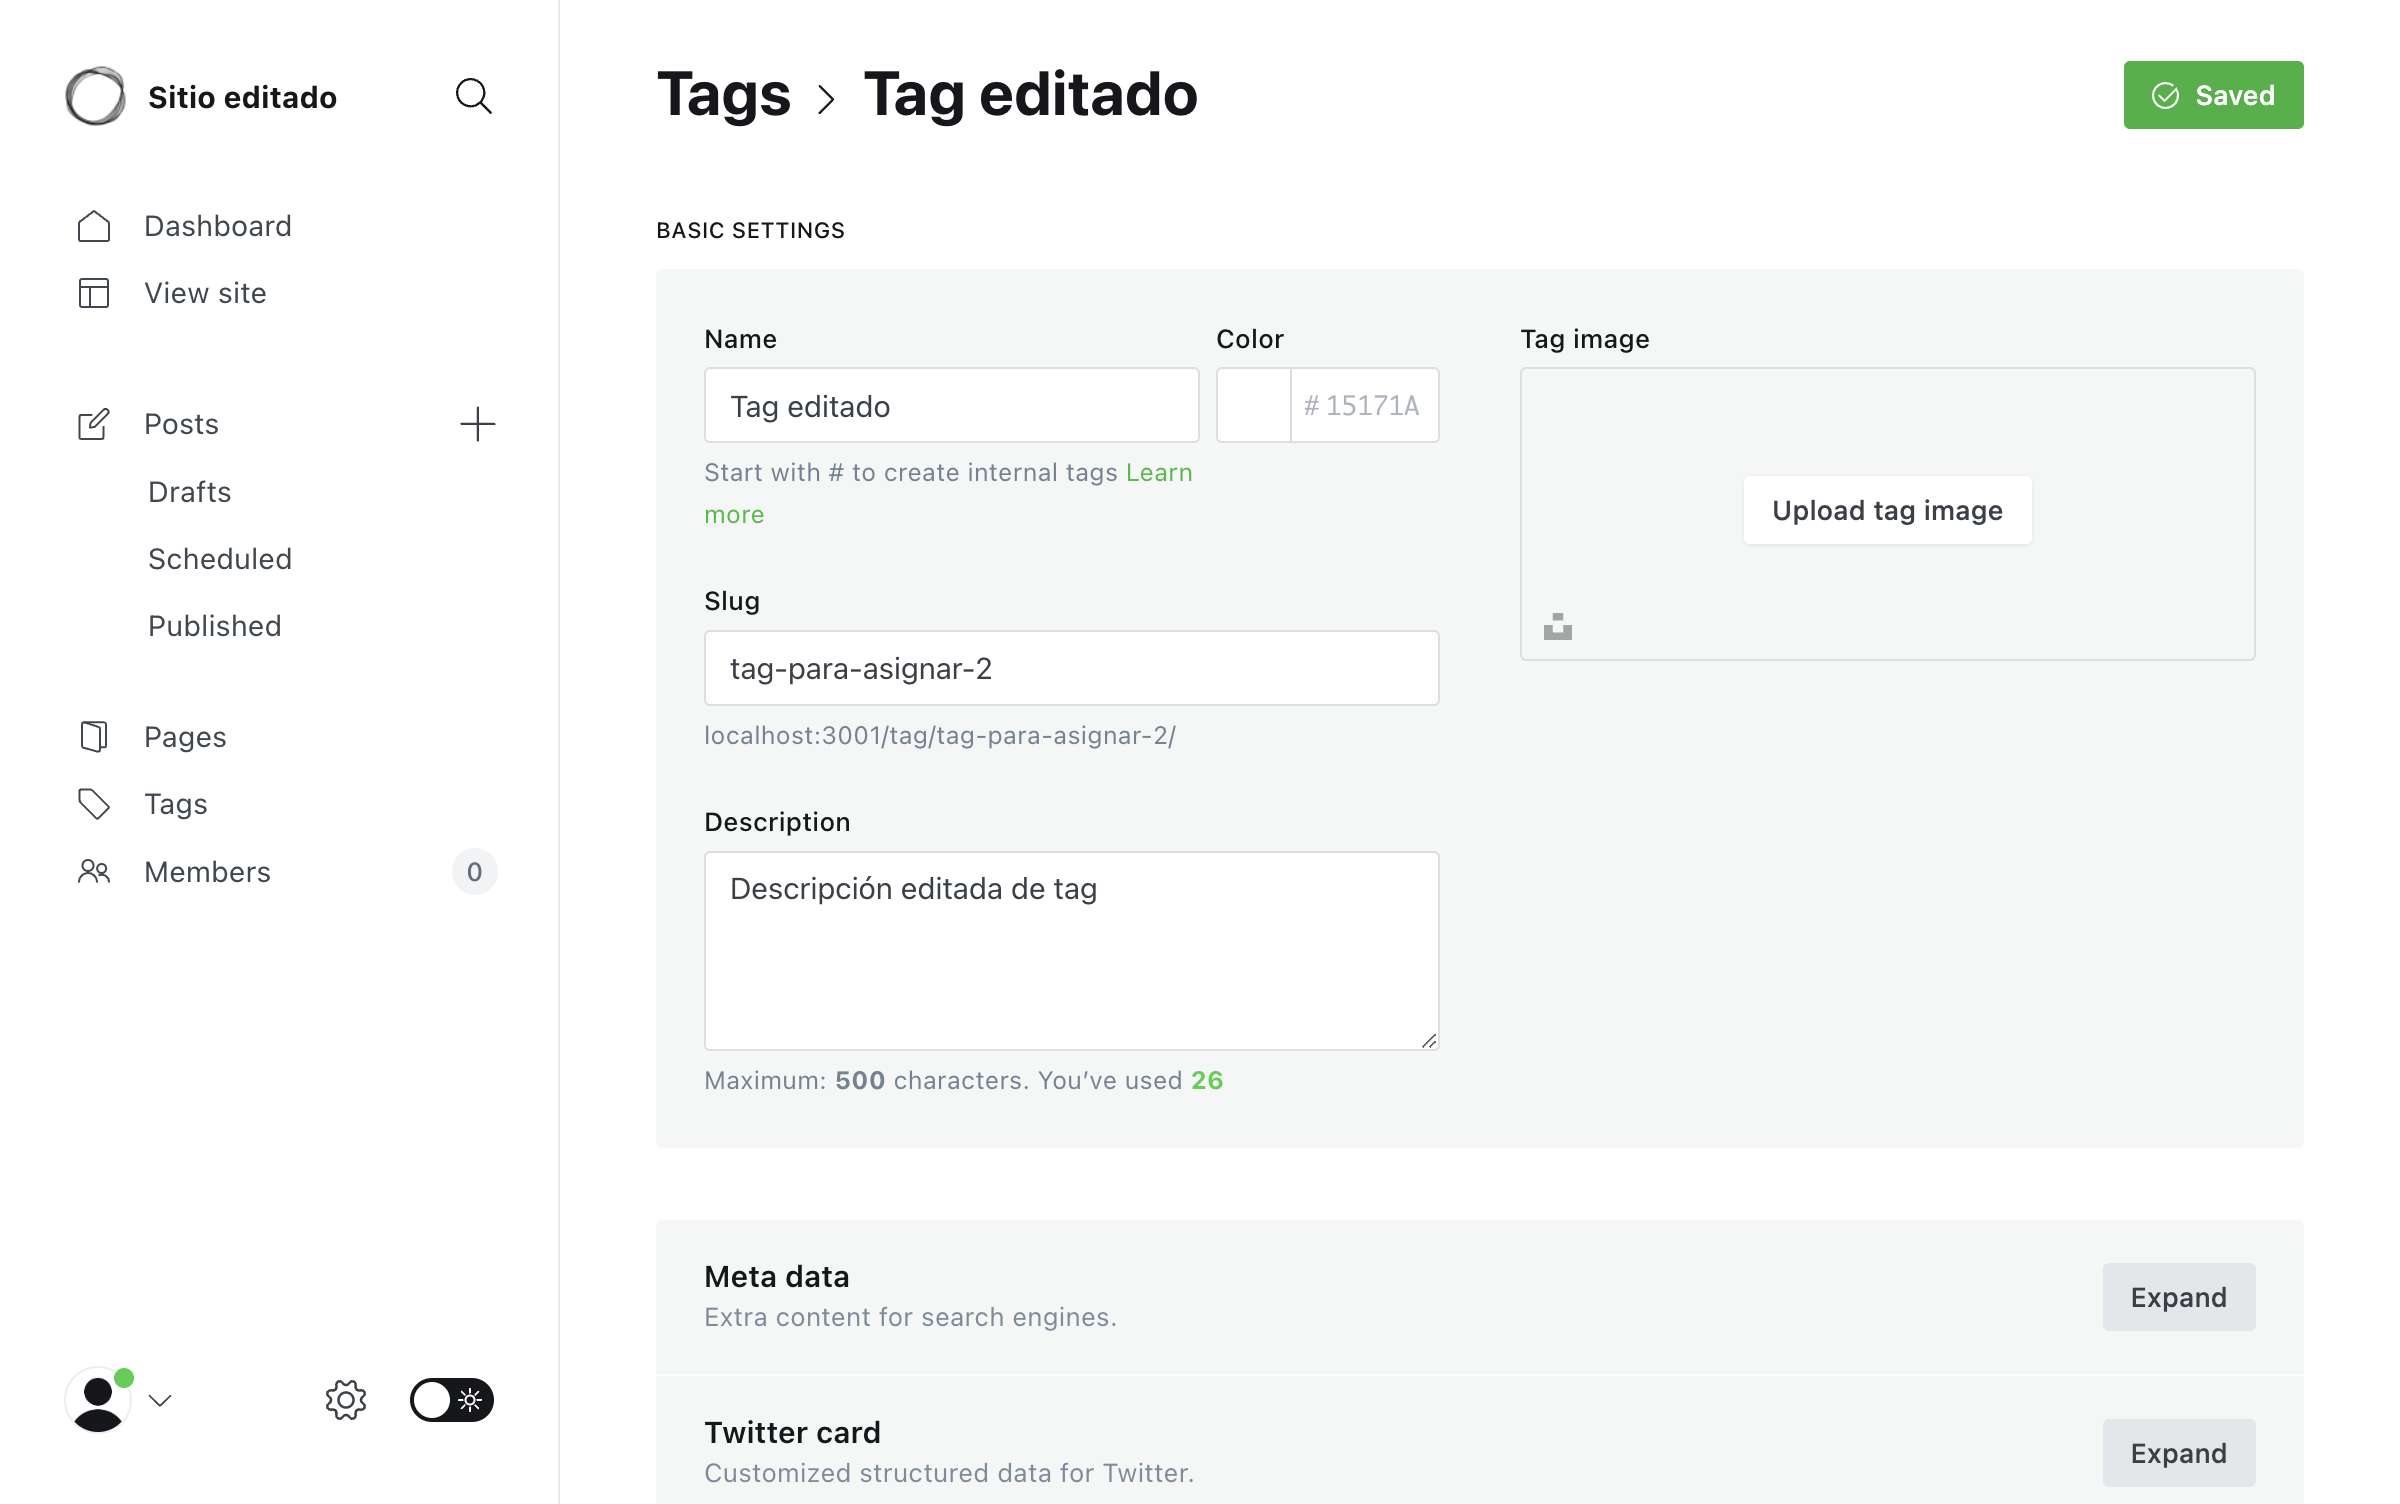 Sitio editado
Dashboard
View site
Posts
Drafts
Scheduled
Published
Pages
Tags
Members
0
Tags > Tag editado
Saved
BASIC SETTINGS
Name
Tag editado
Start with # to create internal tags Learn
more
Color
# 15171A
Slug
tag-para-asignar-2
localhost:3001/tag/tag-para-asignar-2/
Description
Descripción editada de tag
Maximum: 500 characters. You’ve used 26
Tag image
Upload tag image
Meta data
Extra content for search engines.
Expand
Twitter card
Customized structured data for Twitter.
Expand